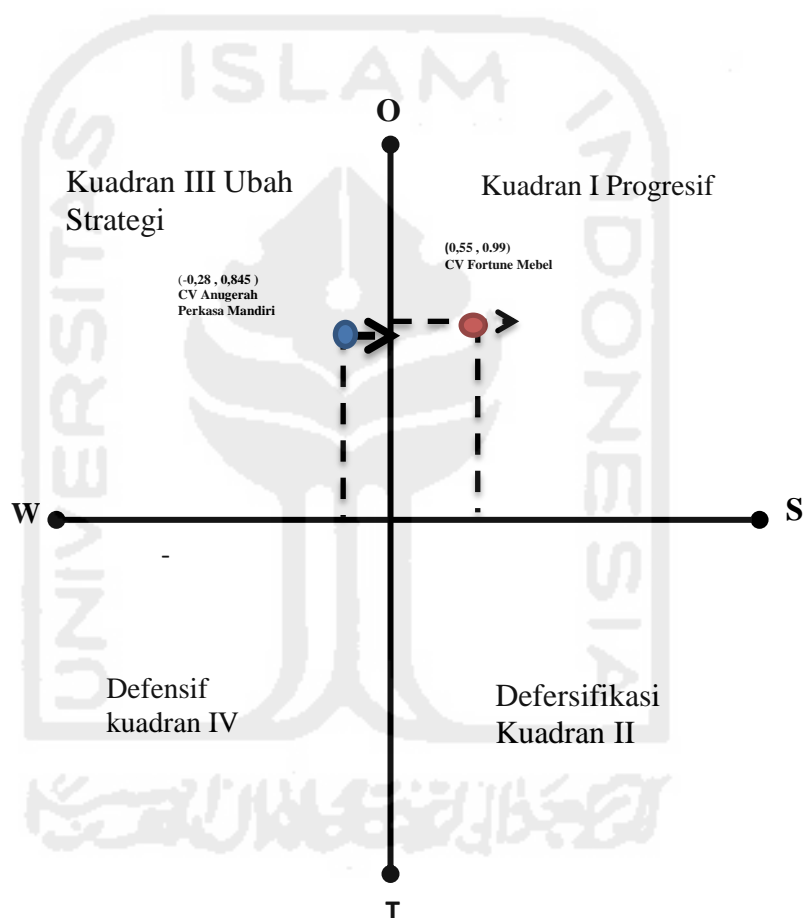 ISLAM
UNIVERSITAS
INDONESIA
O
Kuadran III Ubah
Strategi
Kuadran I Progresif
(0,55 , 0.99)
CV Fortune Mebel
(-0,28 , 0,845 )
CV Anugerah
Perkasa Mandiri
W
S
-
Defensif
kuadran IV
Defersifikasi
Kuadran II
T